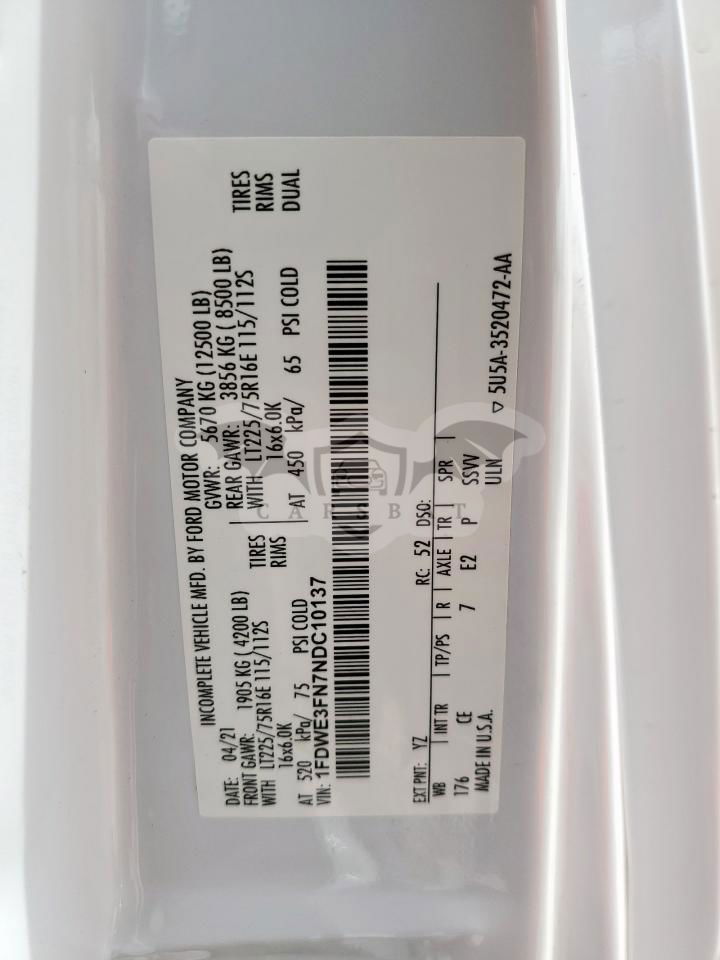 INCOMPLETE VEHICLE MFD. BY FORD MOTOR COMPANY
DATE: 04/21 GVWR: 5670 KG (12500 LB)
FRONT GAWR: 1905 KG ( 4200 LB) REAR GAWR: 3856 KG ( 8500 LB)
WITH LT225/75R16E 115/112S TIRES WITH LT225/75R16E 115/112S TIRES
16x6.0K RIMS 16x6.0K RIMS
AT 520 kPa/ 75 PSI COLD AT 450 kPa/ 65 PSI COLD DUAL
VIN: 1FDWE3FN7NDC10137
CARSBIT
EXT PNT: YZ RC: 52 DSO:
WB INT TR TP/PS R AXLE TR SPR
176 CE 7 E2 P SSVV
MADE IN U.S.A. ULN
▽ 5U5A-3520472-AA